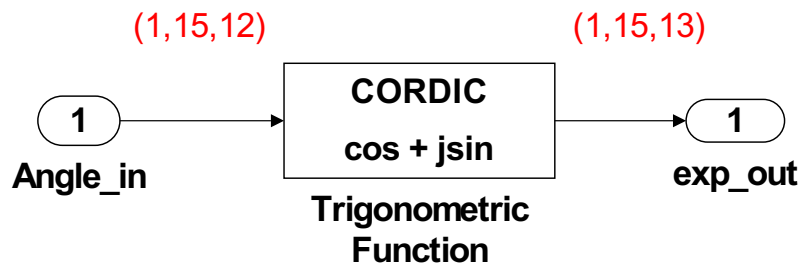 (1,15,12)
(1,15,13)
1
CORDIC
cos + jsin
1
Angle_in
exp_out
Trigonometric
Function